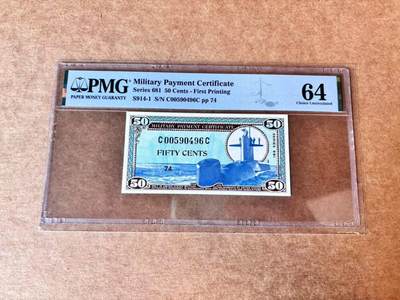 PMG
PAPER MONEY GUARANTY
Military Payment Certificate
Series 681 50 Cents - First Printing
S914-1 S/N C00590496C pp 74
64
Choice Uncirculated
50 MILITARY PAYMENT CERTIFICATE 50
C00590496C
FIFTY CENTS
74
50 50